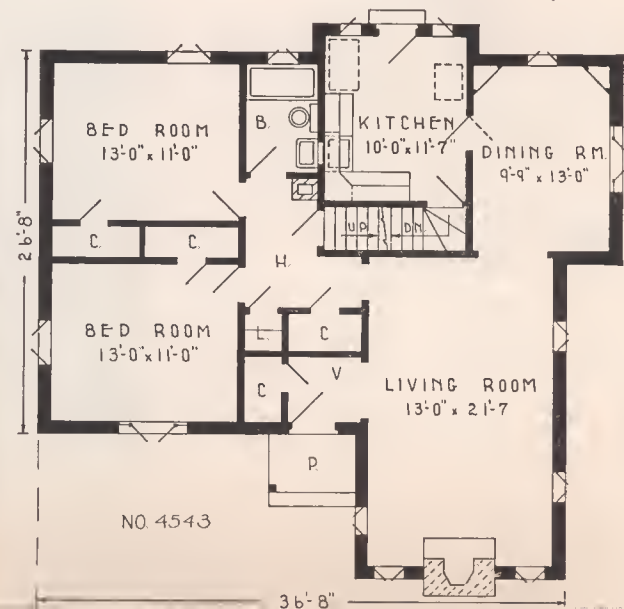 BED ROOM
13'-0" x 11'-0"
B.
KITCHEN
10'-0" x 11'-7"
DINING RM.
9'-9" x 13'-0"
26'-8"
C.
C.
UP
DN.
H.
BED ROOM
13'-0" x 11'-0"
L.
C
C
V
LIVING ROOM
13'-0" x 21'-7
P.
NO. 4543
36'-8"